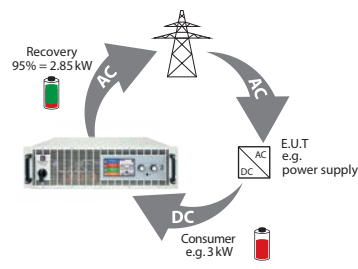 Recovery
95% = 2.85 kW
AC
AC
E.U.T
e.g.
power supply
AC
DC
DC
Consumer
e.g. 3 kW